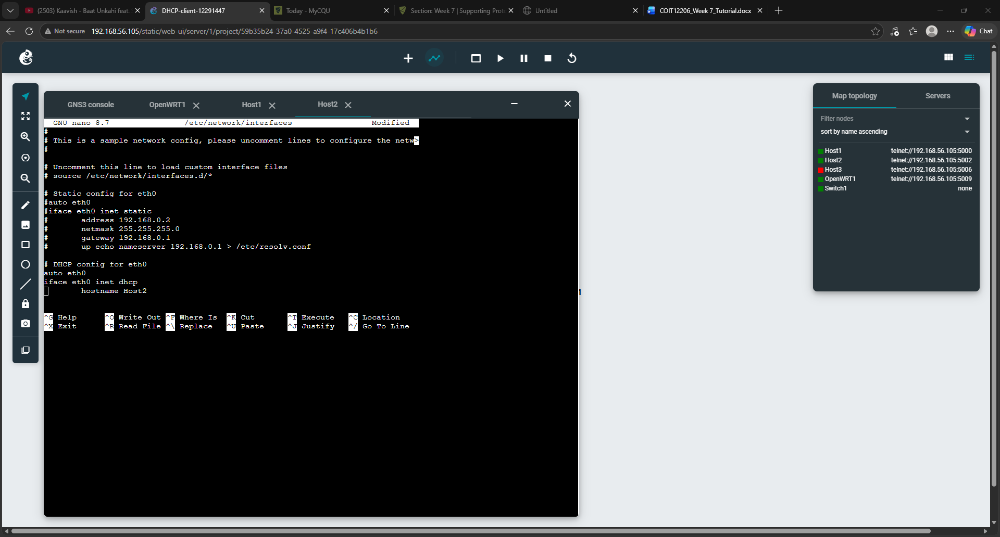 (2503) Kaavish - Baat Unkahi feat.
DHCP-client-12291447
Today - MyCQU
Section: Week 7 | Supporting Prot
Untitled
COIT12206_Week 7_Tutorial.docx
Not secure
192.168.56.105/static/web-ui/server/1/project/59b35b24-37a0-4525-a9f4-17c406b4b1b6
Chat
GNS3 console
OpenWRT1
Host1
Host2
GNU nano 8.7 /etc/network/interfaces Modified
#
# This is a sample network config, please uncomment lines to configure the netw>
#
# Uncomment this line to load custom interface files
# source /etc/network/interfaces.d/*
# Static config for eth0
#auto eth0
#iface eth0 inet static
# address 192.168.0.2
# netmask 255.255.255.0
# gateway 192.168.0.1
# up echo nameserver 192.168.0.1 > /etc/resolv.conf
# DHCP config for eth0
auto eth0
iface eth0 inet dhcp
hostname Host2
^G Help ^O Write Out ^F Where Is ^K Cut ^T Execute ^C Location
^X Exit ^R Read File ^\ Replace ^U Paste ^J Justify ^/ Go To Line
Map topology
Servers
Filter nodes
sort by name ascending
Host1 telnet://192.168.56.105:5000
Host2 telnet://192.168.56.105:5002
Host3 telnet://192.168.56.105:5006
OpenWRT1 telnet://192.168.56.105:5009
Switch1 none